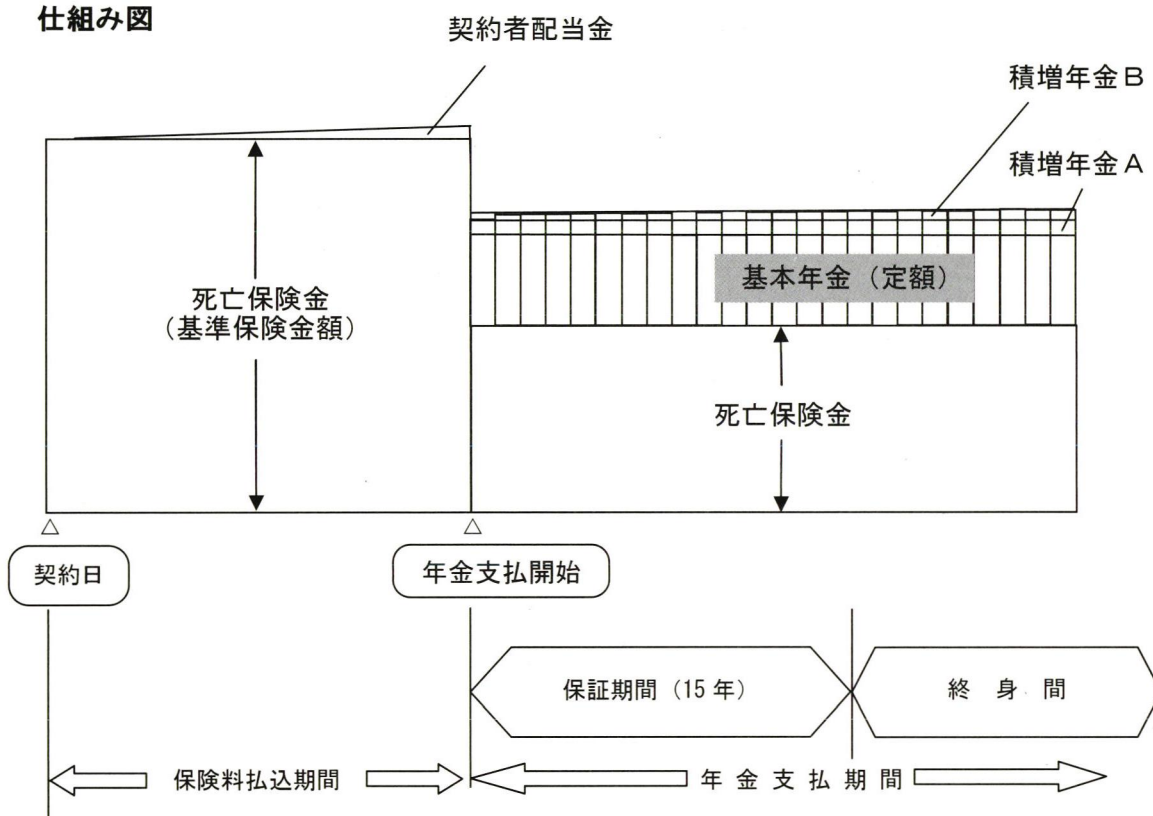 仕組み図
契約者配当金
積増年金B
積増年金A
基本年金(定額)
死亡保険金
(基準保険金額)
死亡保険金
△
△
契約日
年金支払開始
保証期間(15年)
終身間
保険料払込期間
年金支払期間